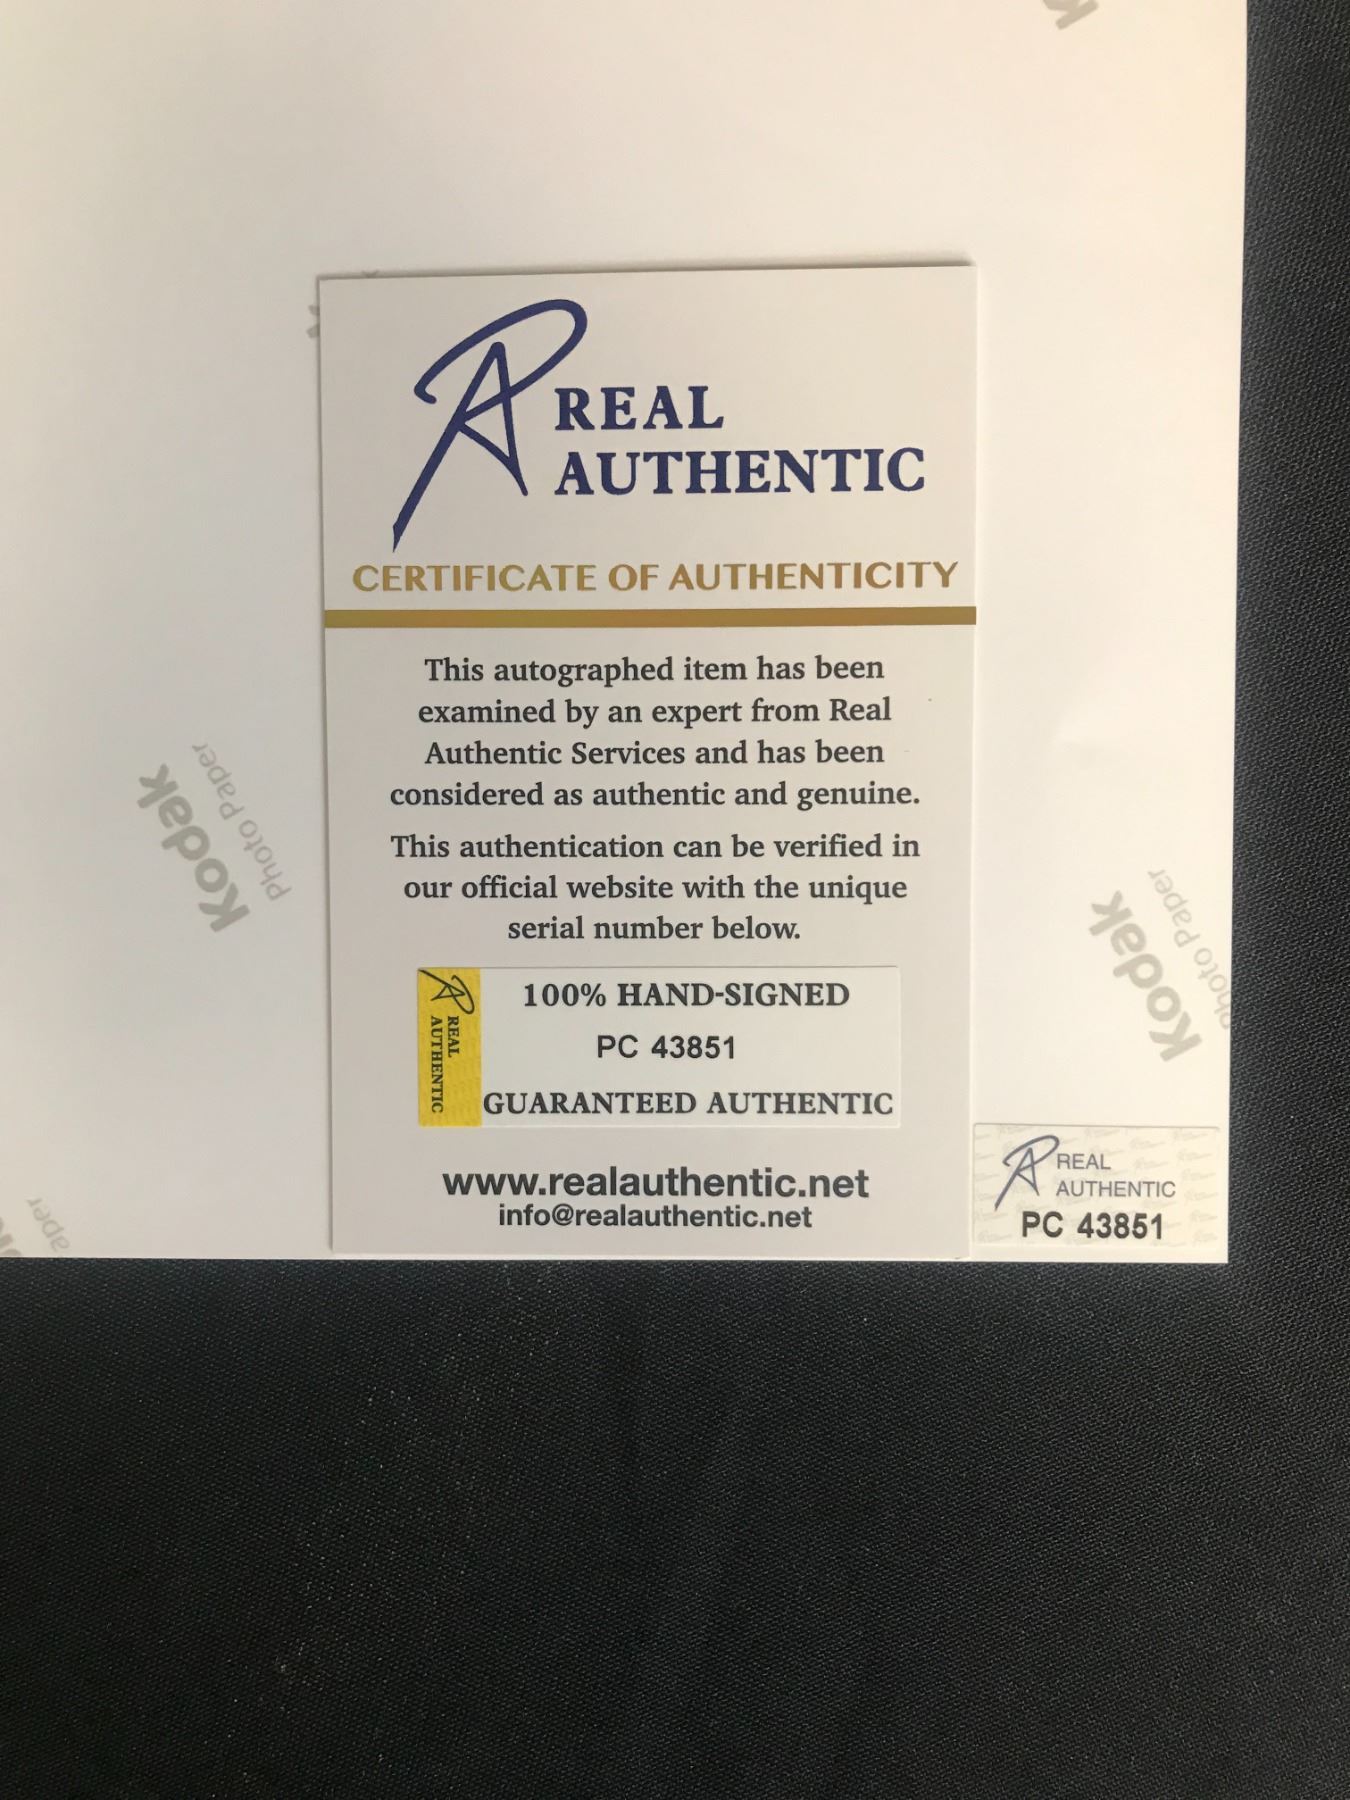 REAL
AUTHENTIC
CERTIFICATE OF AUTHENTICITY
This autographed item has been
examined by an expert from Real
Authentic Services and has been
considered as authentic and genuine.
This authentication can be verified in
our official website with the unique
serial number below.
REAL
AUTHENTIC
100% HAND-SIGNED
PC 43851
GUARANTEED AUTHENTIC
www.realauthentic.net
info@realauthentic.net
REAL
AUTHENTIC
PC 43851
Kodak
Photo Paper
Kodak
Photo Paper